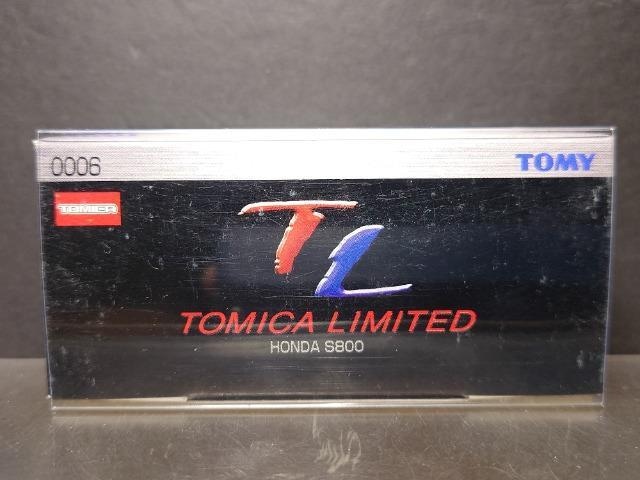 0006
TOMY
TOMICA
TL
TOMICA LIMITED
HONDA S800